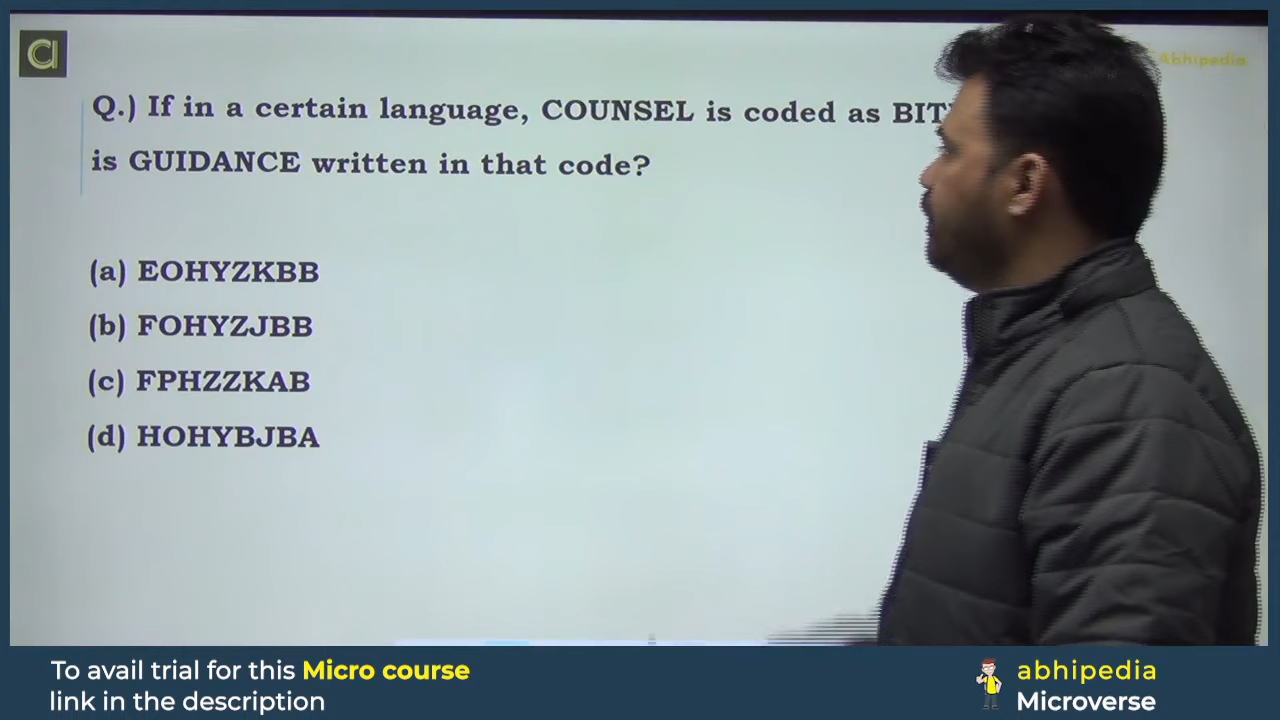 Abhipedia
Q.) If in a certain language, COUNSEL is coded as
is GUIDANCE written in that code?
(a) EOHYZKBB
(b) FOHYZJBB
(c) FPHZZKAB
(d) HOHYBJBA
To avail trial for this Micro course
link in the description
abhipedia
Microverse